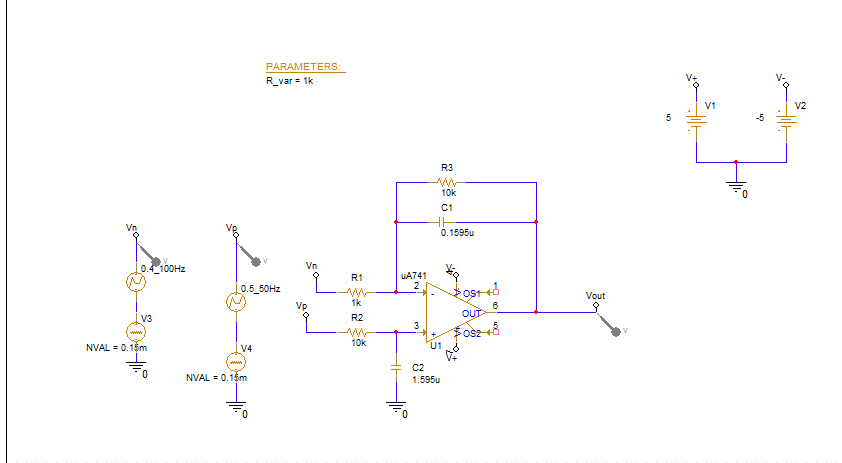 PARAMETERS:
R_var = 1k
V+
V-
V1
V2
5
-5
0
R3
10k
C1
0.1595u
Vn
Vp
V
V
0.4_100Hz
0.5_50Hz
V3
NVAL = 0.15m
0
V4
NVAL = 0.15m
0
Vn
R1
1k
uA741
V-
2
-
OS1
1
Vp
R2
10k
3
+
OUT
6
OS2
5
U1
V+
C2
1.595u
0
Vout
V